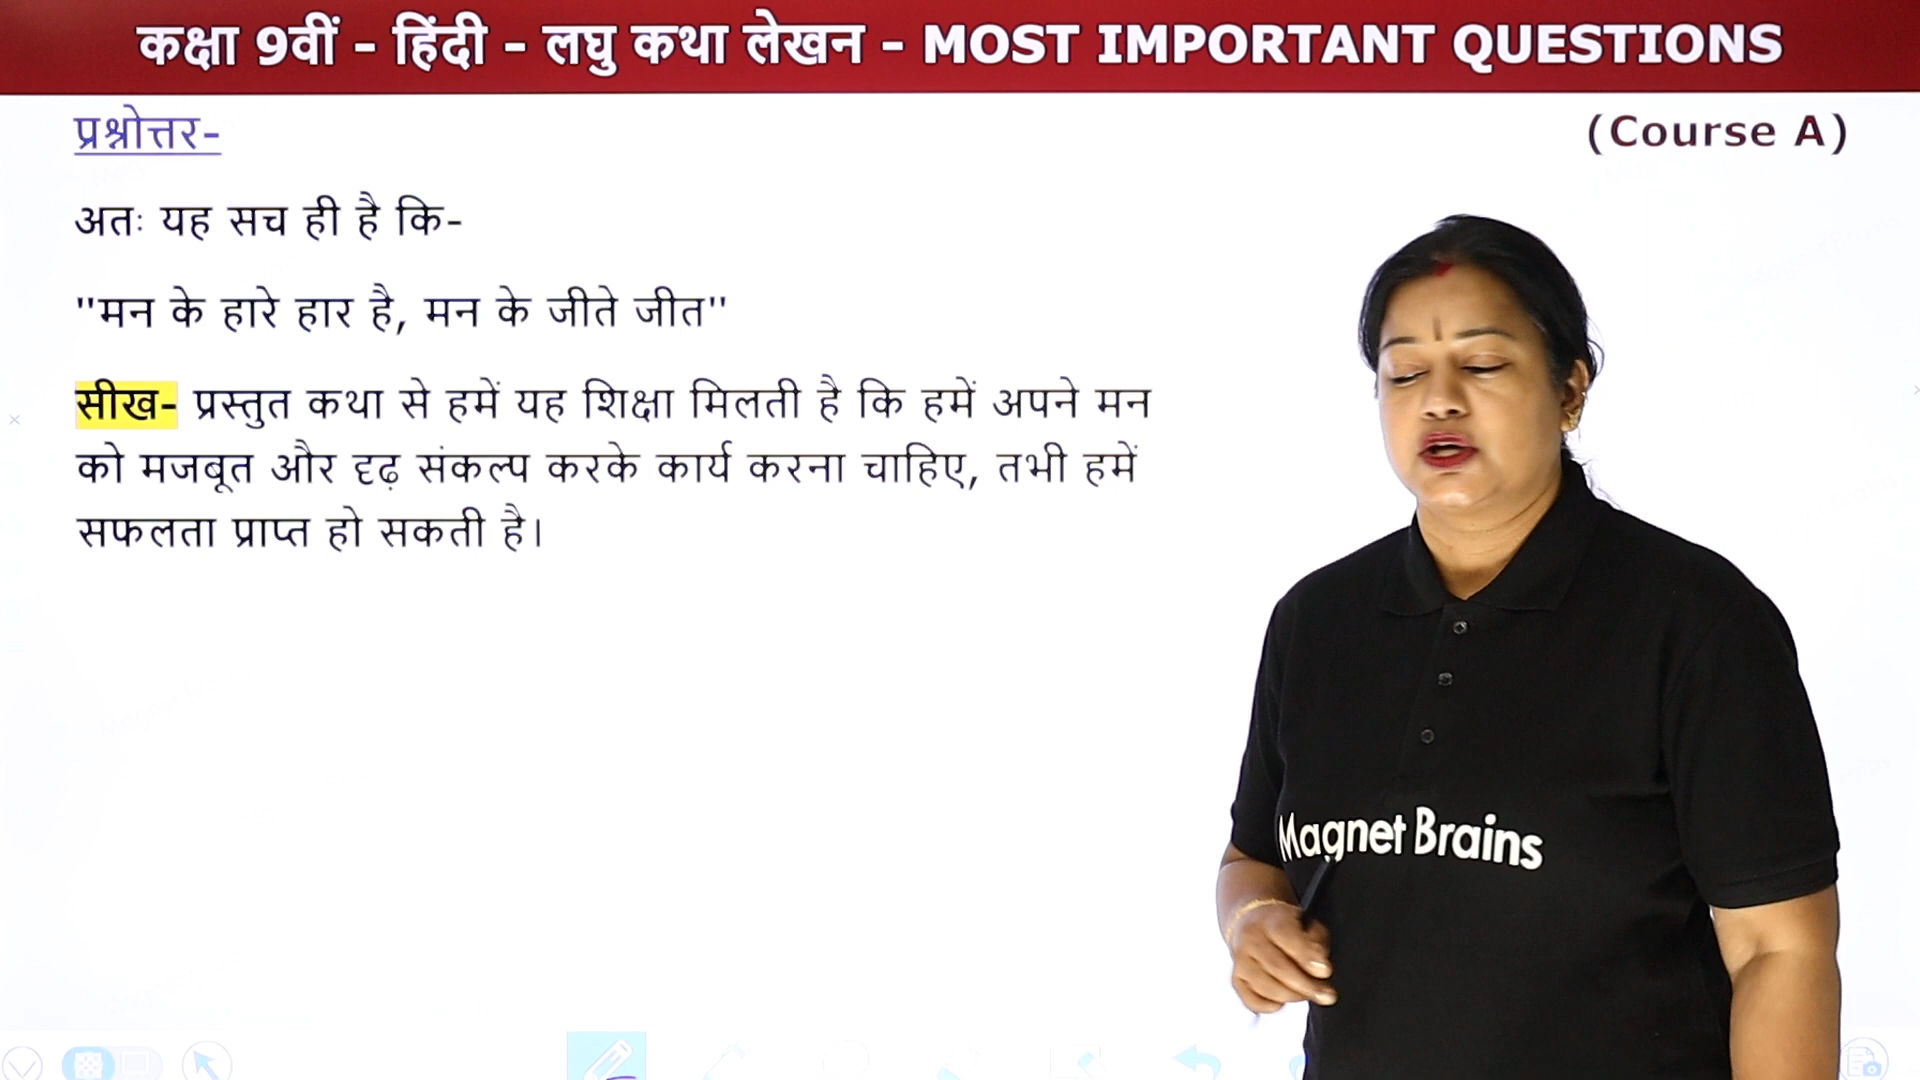 कक्षा 9वीं - हिंदी - लघु कथा लेखन - MOST IMPORTANT QUESTIONS
प्रश्नोत्तर-
(Course A)
अतः यह सच ही है कि-
"मन के हारे हार है, मन के जीते जीत"
सीख- प्रस्तुत कथा से हमें यह शिक्षा मिलती है कि हमें अपने मन
को मजबूत और दृढ़ संकल्प करके कार्य करना चाहिए, तभी हमें
सफलता प्राप्त हो सकती है।
Magnet Brains